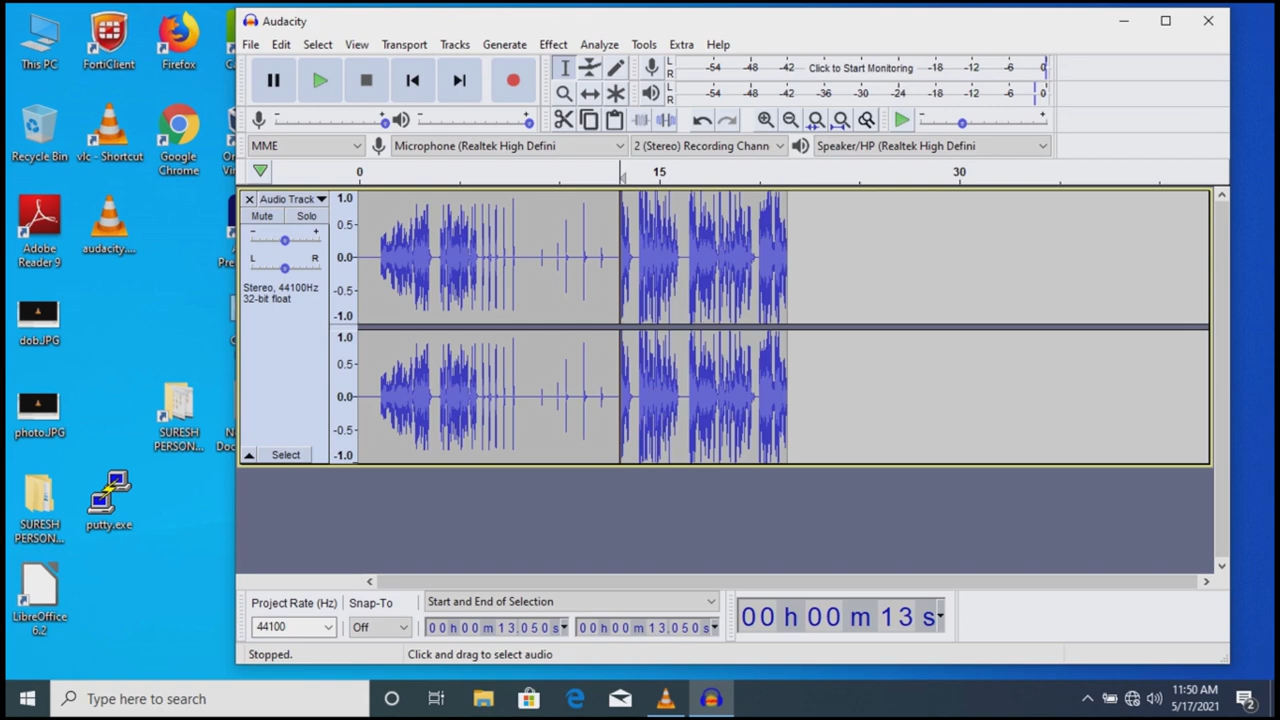 Audacity
File Edit Select View Transport Tracks Generate Effect Analyze Tools Extra Help
L R -54 -48 -42 Click to Start Monitoring -18 -12 -6 0
L R -54 -48 -42 -36 -30 -24 -18 -12 -6 0
MME Microphone (Realtek High Defini 2 (Stereo) Recording Chann Speaker/HP (Realtek High Defini
0 15 30
Audio Track
Mute Solo
- +
L R
Stereo, 44100Hz
32-bit float
Select
1.0
0.5
0.0
-0.5
-1.0
1.0
0.5
0.0
-0.5
-1.0
Project Rate (Hz) Snap-To Start and End of Selection
44100 Off 00 h 00 m 13.050 s 00 h 00 m 13.050 s
00 h 00 m 13 s
Stopped. Click and drag to select audio
This PC
FortiClient
Firefox
Recycle Bin
vlc - Shortcut
Google
Chrome
Adobe
Reader 9
audacity....
dob.JPG
photo.JPG
SURESH
PERSON...
SURESH
PERSON...
putty.exe
LibreOffice
6.2
Type here to search
11:50 AM
5/17/2021
2